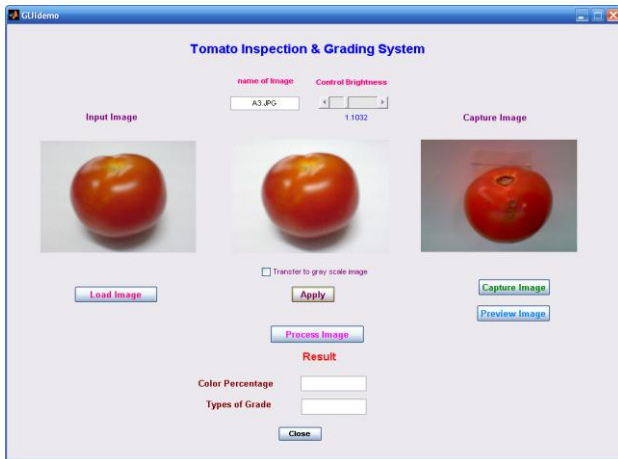 GUIdemo
Tomato Inspection & Grading System
name of Image
Control Brightness
A3.JPG
1.1032
Input Image
Capture Image
Transfer to gray scale image
Load Image
Apply
Capture Image
Preview Image
Process Image
Result
Color Percentage
Types of Grade
Close